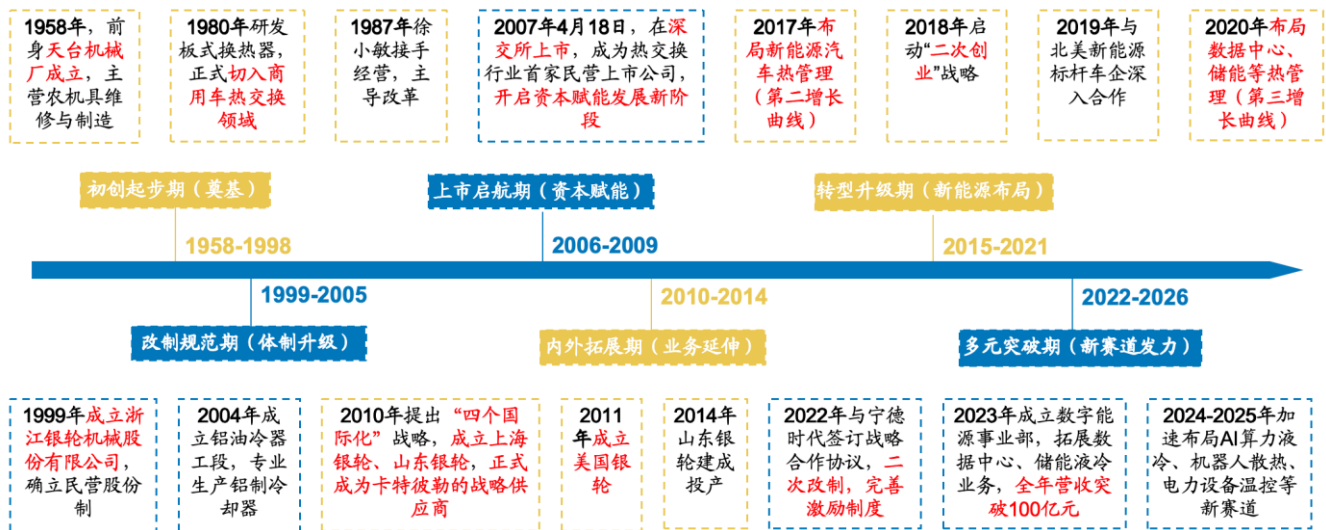 1958年，前
身天台机械
厂成立，主
营农机具维
修与制造
1980年研发
板式换热器，
正式切入商
用车热交换
领域
1987年徐
小敏接手
经营，主
导改革
2007年4月18日，在深
交所上市，成为热交换
行业首家民营上市公司，
开启资本赋能发展新阶
段
2017年布
局新能源汽
车热管理
（第二增长
曲线）
2018年启
动“二次创
业”战略
2019年与
北美新能源
标杆车企深
入合作
2020年布局
数据中心、
储能等热管
理（第三增
长曲线）
初创起步期（奠基）
上市启航期（资本赋能）
转型升级期（新能源布局）
1958-1998
2006-2009
2015-2021
1999-2005
2010-2014
2022-2026
改制规范期（体制升级）
内外拓展期（业务延伸）
多元突破期（新赛道发力）
1999年成立浙
江银轮机械股
份有限公司，
确立民营股份
制
2004年成
立铝油冷器
工段，专业
生产铝制冷
却器
2010年提出“四个国
际化”战略，成立上海
银轮、山东银轮，正式
成为卡特彼勒的战略供
应商
2011
年成立
美国银
轮
2014年
山东银
轮建成
投产
2022年与宁德
时代签订战略
合作协议，二
次改制，完善
激励制度
2023年成立数字能
源事业部，拓展数
据中心、储能液冷
业务，全年营收突
破100亿元
2024-2025年加
速布局AI算力液
冷、机器人散热、
电力设备温控等
新赛道